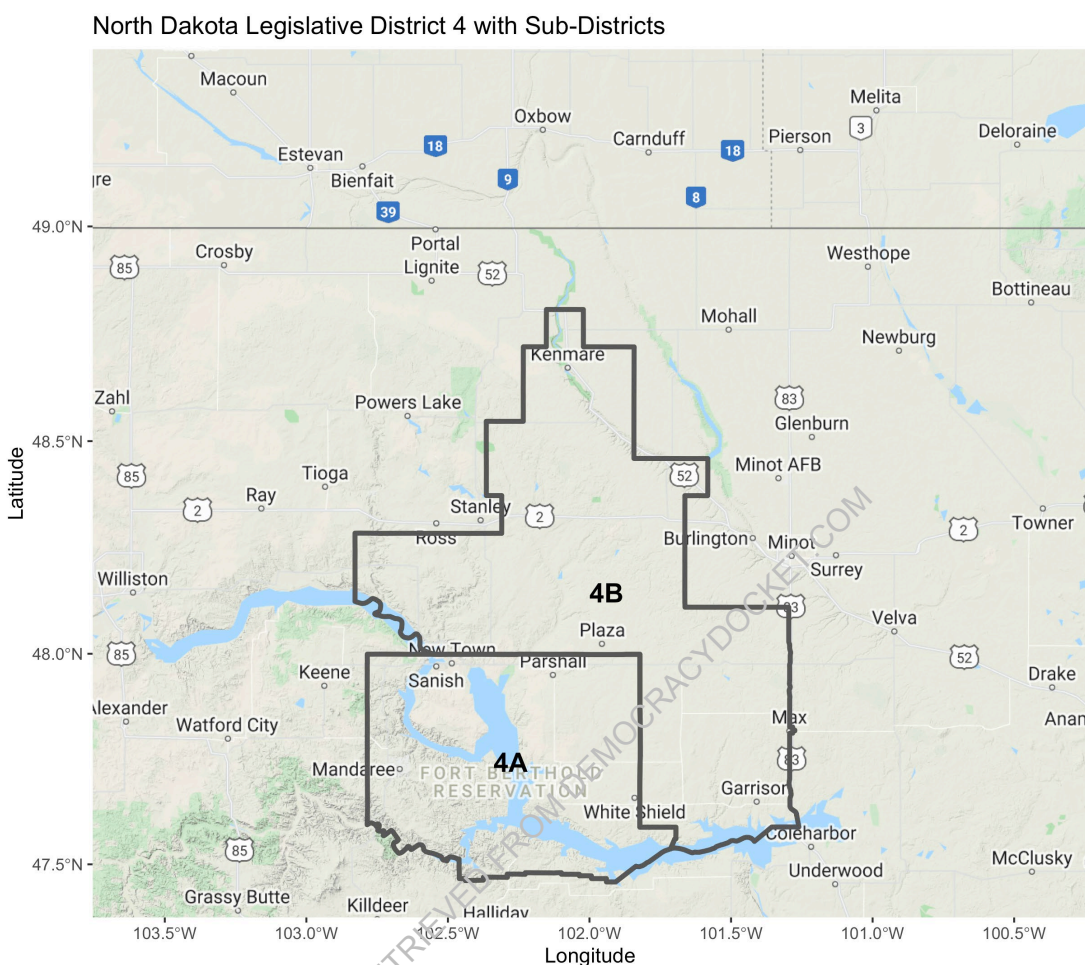 North Dakota Legislative District 4 with Sub-Districts
Macoun
Melita
Oxbow
3
Deloraine
Carnduff
Pierson
18
18
Estevan
Bienfait
gre
9
8
39
49.0°N
Portal
Crosby
Westhope
85
Lignite
52
Bottineau
Mohall
Newburg
Kenmare
Zahl
83
Powers Lake
Glenburn
48.5°N
85
Tioga
52
Minot AFB
Ray
Stanley
2
2
2
Towner
Ross
Burlington
Minot
Surrey
Williston
4B
83
Velva
Plaza
48.0°N
85
New Town
Parshall
52
Keene
Sanish
Drake
Alexander
Watford City
Max
Anan
Mandaree
4A
83
FORT BERTHOLD
RESERVATION
Garrison
White Shield
Coleharbor
85
47.5°N
Underwood
McClusky
Grassy Butte
Killdeer
Halliday
103.5°W
103.0°W
102.5°W
102.0°W
101.5°W
101.0°W
100.5°W
Longitude
Latitude
TRIEVED FROM DEMOCRACYDOCKET.COM